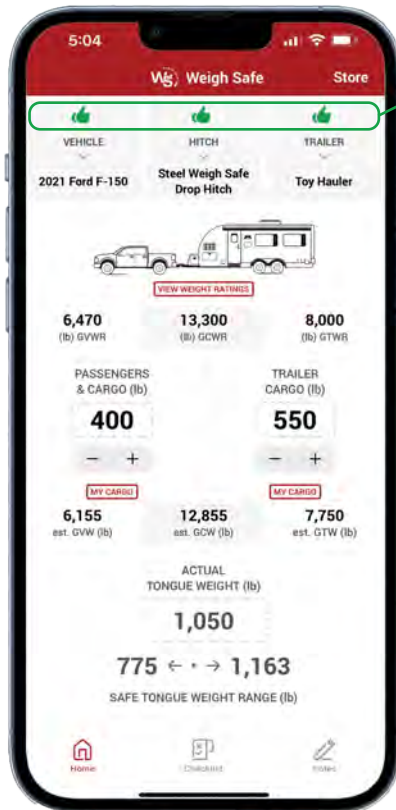 5:04
WS Weigh Safe Store
VEHICLE HITCH TRAILER
2021 Ford F-150 Steel Weigh Safe Drop Hitch Toy Hauler
VIEW WEIGHT RATINGS
6,470 13,300 8,000
(lb) GVWR (lb) GCWR (lb) GTWR
PASSENGERS TRAILER
& CARGO (lb) CARGO (lb)
400 550
− + − +
MY CARGO MY CARGO
6,155 12,855 7,750
est. GVW (lb) est. GCW (lb) est. GTW (lb)
ACTUAL
TONGUE WEIGHT (lb)
1,050
775 ← · → 1,163
SAFE TONGUE WEIGHT RANGE (lb)
Home Checklist Notes